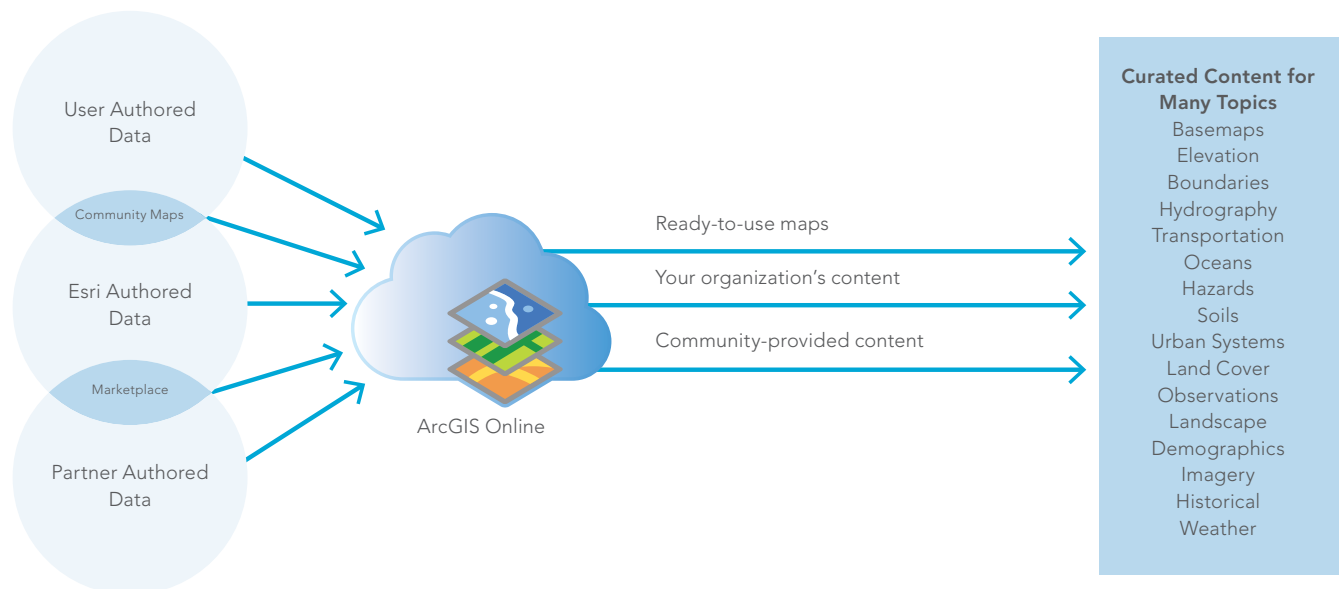 User Authored
Data
Community Maps
Esri Authored
Data
Marketplace
Partner Authored
Data
ArcGIS Online
Ready-to-use maps
Your organization's content
Community-provided content
Curated Content for
Many Topics
Basemaps
Elevation
Boundaries
Hydrography
Transportation
Oceans
Hazards
Soils
Urban Systems
Land Cover
Observations
Landscape
Demographics
Imagery
Historical
Weather